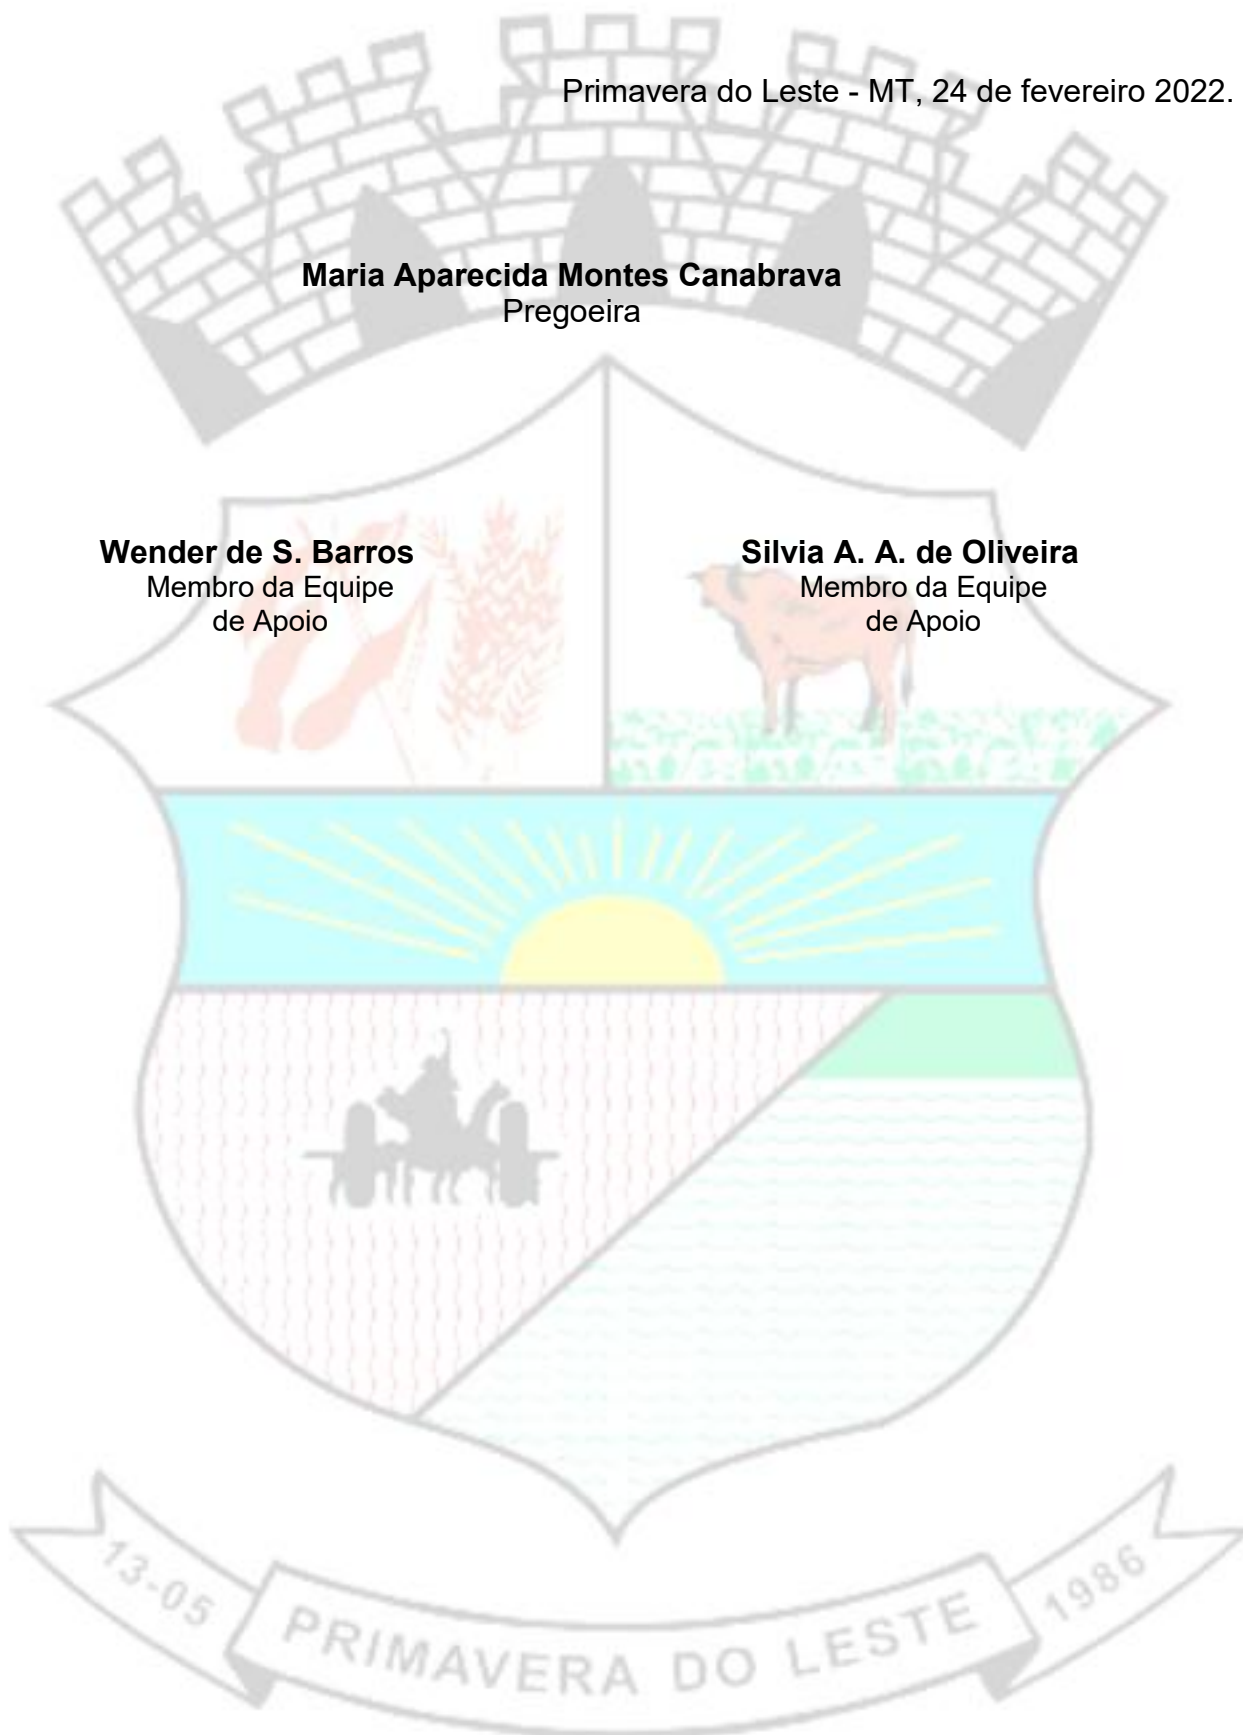 Primavera do Leste - MT, 24 de fevereiro 2022.
Maria Aparecida Montes Canabrava
Pregoeira
Wender de S. Barros
Membro da Equipe
de Apoio
Silvia A. A. de Oliveira
Membro da Equipe
de Apoio
13-05
PRIMAVERA DO LESTE
1986